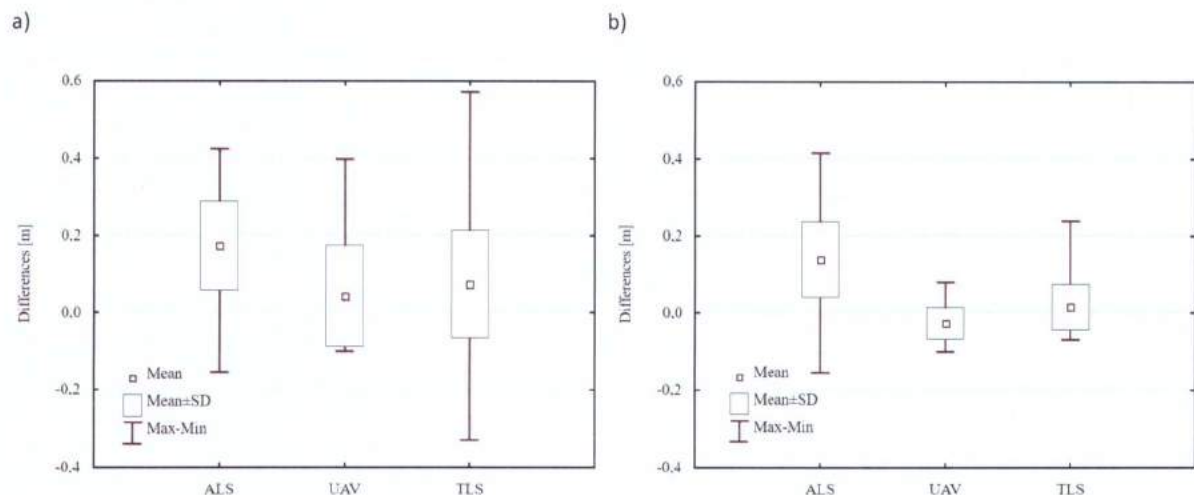 a)
0.6
0.4
0.2
0.0
-0.2
-0.4
Differences [m]
Mean
Mean±SD
Max-Min
ALS UAV TLS
b)
0.6
0.4
0.2
0.0
-0.2
-0.4
Differences [m]
Mean
Mean±SD
Max-Min
ALS UAV TLS